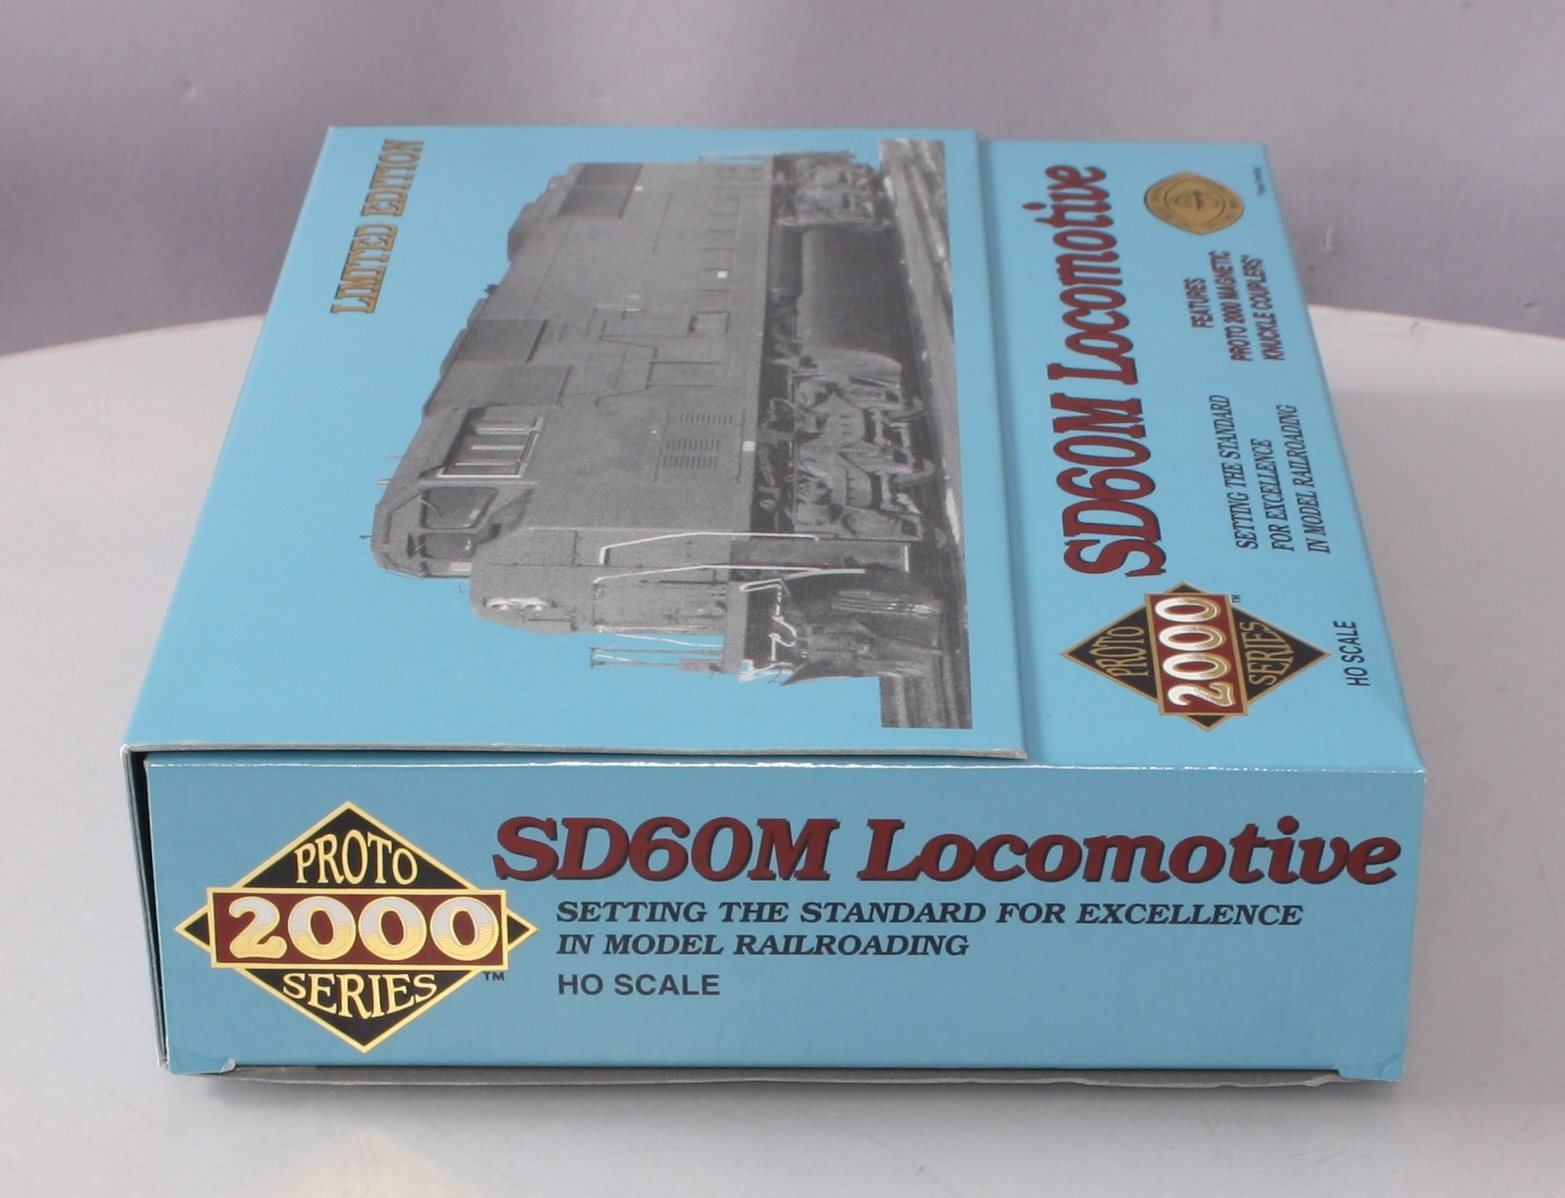 LIMITED EDITION
SD60M Locomotive
SETTING THE STANDARD
FOR EXCELLENCE
IN MODEL RAILROADING
FEATURES
PROTO 2000 MAGNETIC
KNUCKLE COUPLERS*
PROTO
2000
SERIES
™
HO SCALE
PROTO
2000
SERIES
™
SD60M Locomotive
SETTING THE STANDARD FOR EXCELLENCE
IN MODEL RAILROADING
HO SCALE